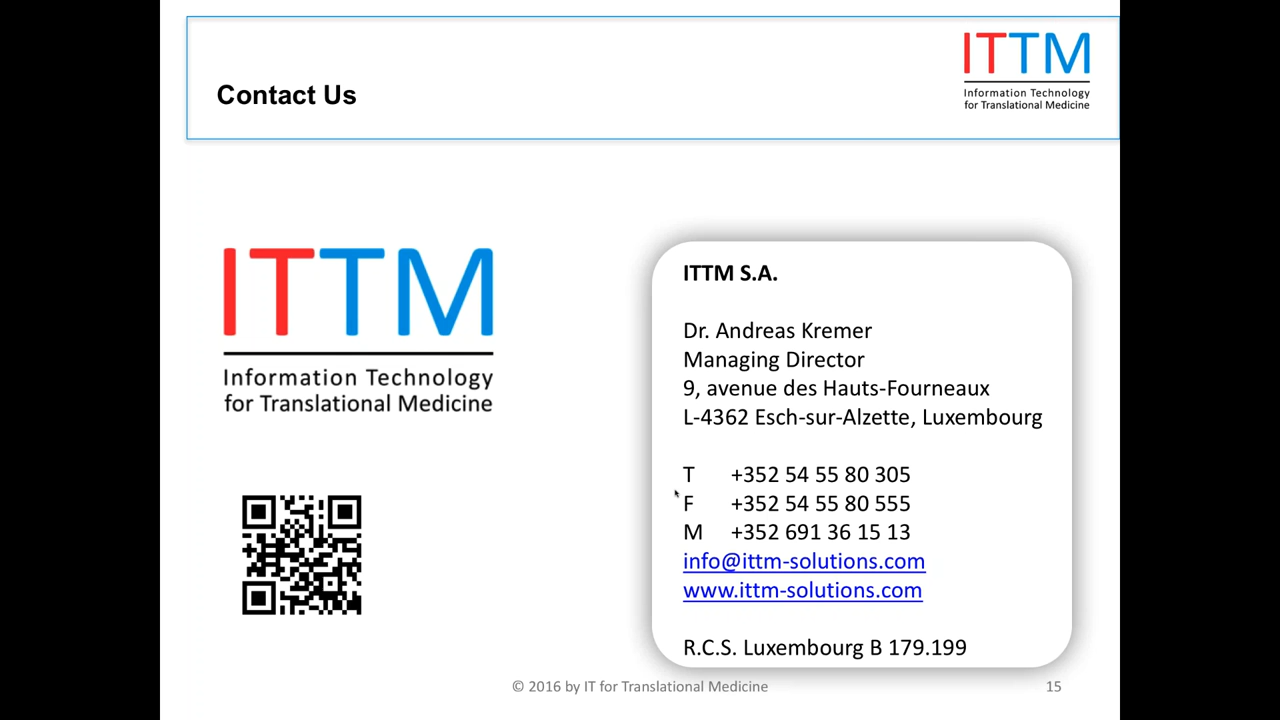 Contact Us
ITTM
Information Technology
for Translational Medicine
ITTM
Information Technology
for Translational Medicine
ITTM S.A.
Dr. Andreas Kremer
Managing Director
9, avenue des Hauts-Fourneaux
L-4362 Esch-sur-Alzette, Luxembourg
T +352 54 55 80 305
F +352 54 55 80 555
M +352 691 36 15 13
info@ittm-solutions.com
www.ittm-solutions.com
R.C.S. Luxembourg B 179.199
© 2016 by IT for Translational Medicine
15